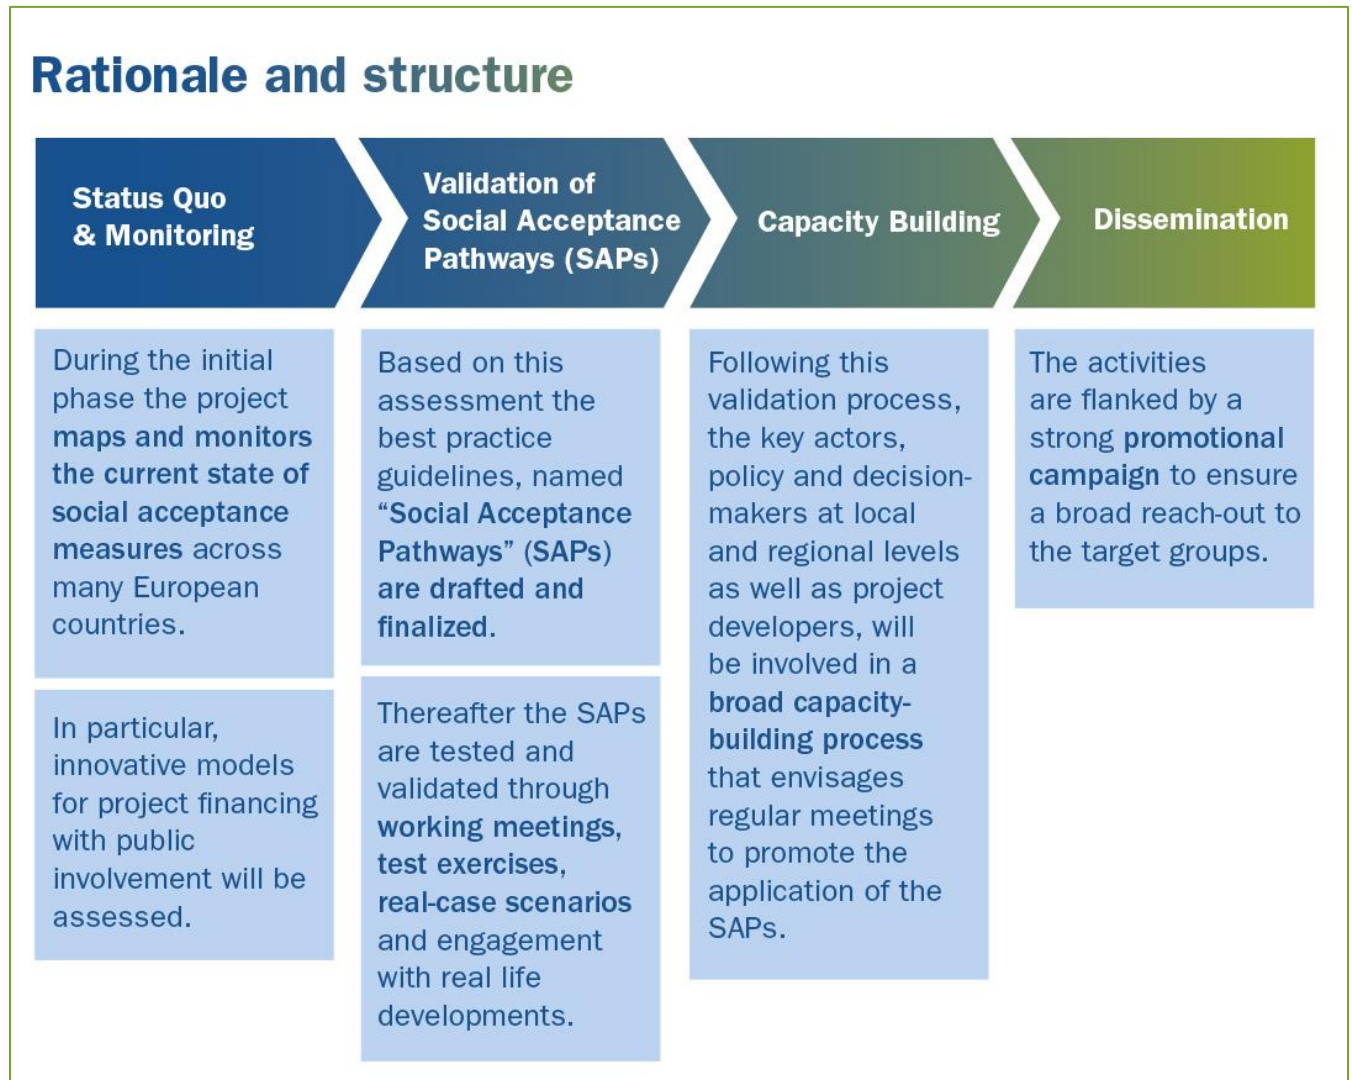 Rationale and structure
Status Quo
& Monitoring
Validation of
Social Acceptance
Pathways (SAPs)
Capacity Building
Dissemination
During the initial
phase the project
maps and monitors
the current state of
social acceptance
measures across
many European
countries.
In particular,
innovative models
for project financing
with public
involvement will be
assessed.
Based on this
assessment the
best practice
guidelines, named
“Social Acceptance
Pathways” (SAPs)
are drafted and
finalized.
Thereafter the SAPs
are tested and
validated through
working meetings,
test exercises,
real-case scenarios
and engagement
with real life
developments.
Following this
validation process,
the key actors,
policy and decision-
makers at local
and regional levels
as well as project
developers, will
be involved in a
broad capacity-
building process
that envisages
regular meetings
to promote the
application of the
SAPs.
The activities
are flanked by a
strong promotional
campaign to ensure
a broad reach-out to
the target groups.